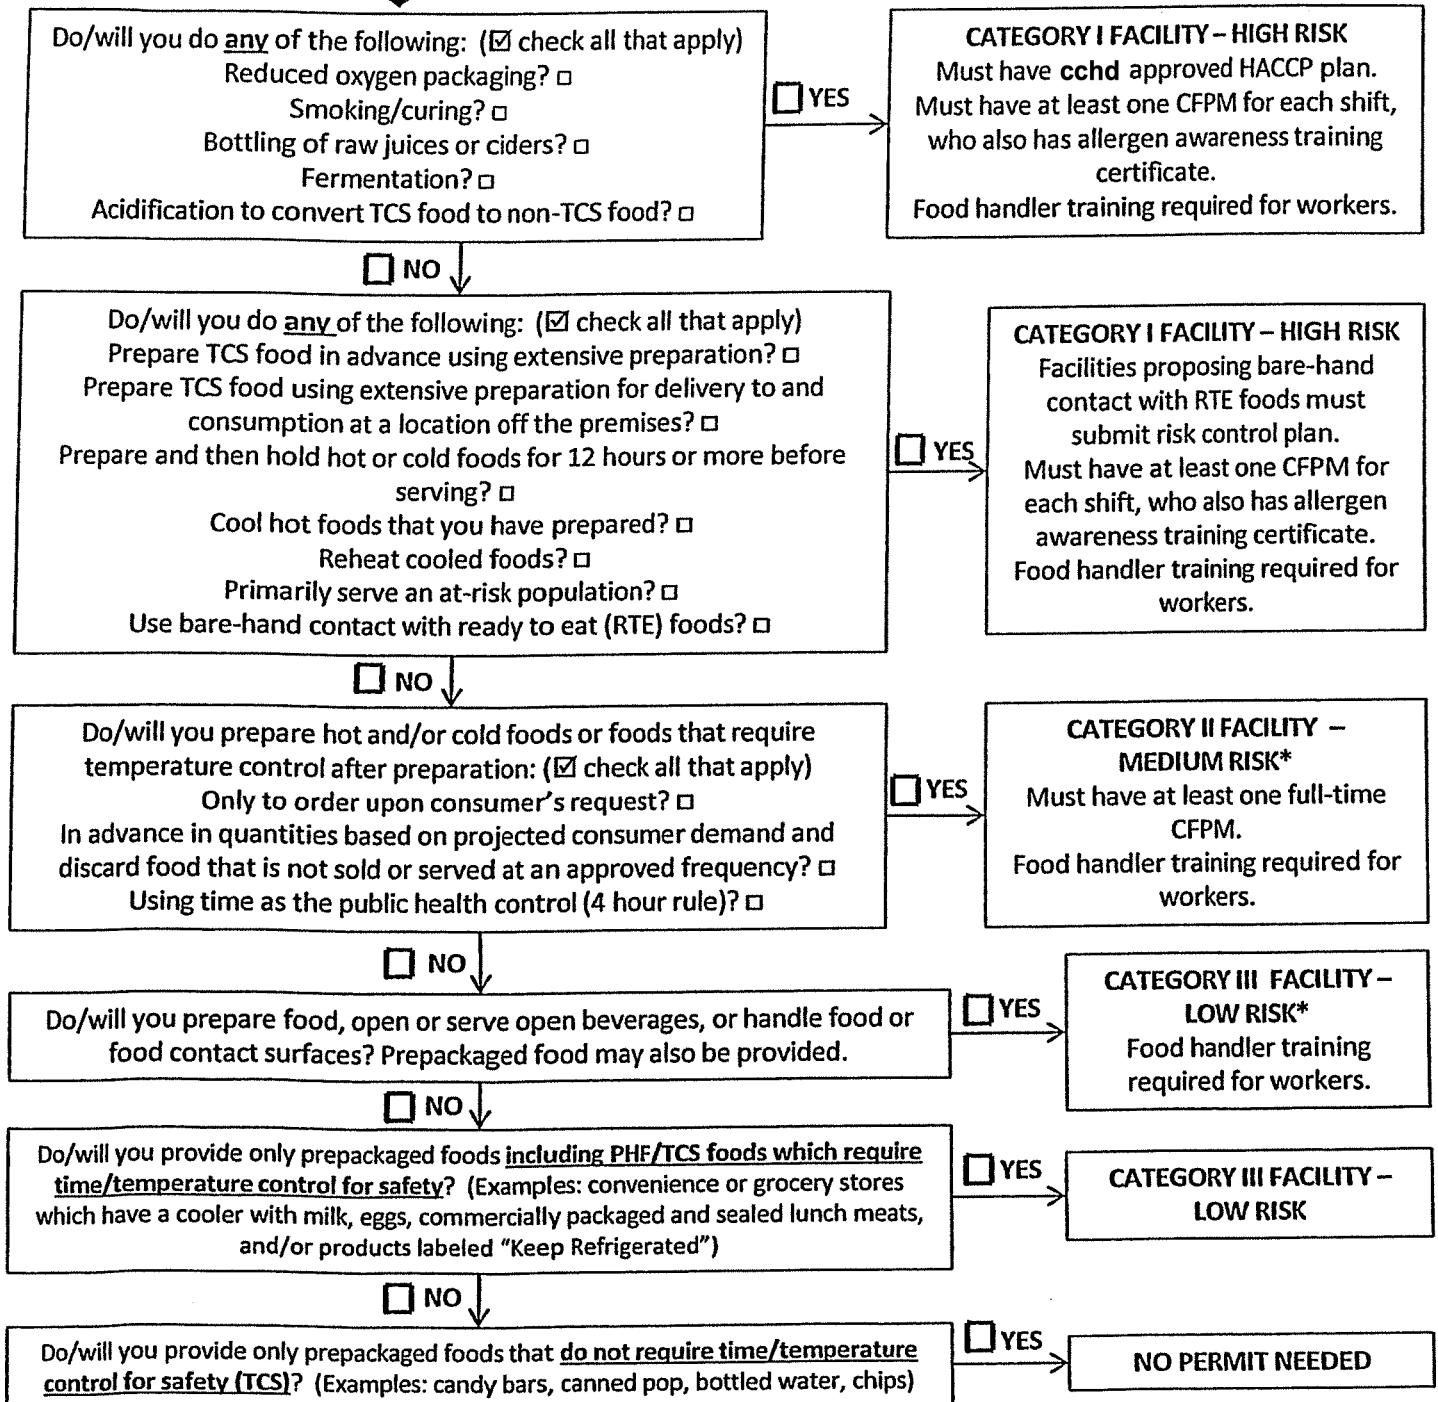 Do/will you do any of the following: (☑ check all that apply)
Reduced oxygen packaging? □
Smoking/curing? □
Bottling of raw juices or ciders? □
Fermentation? □
Acidification to convert TCS food to non-TCS food? □
□ YES
CATEGORY I FACILITY – HIGH RISK
Must have cchd approved HACCP plan.
Must have at least one CFPM for each shift,
who also has allergen awareness training
certificate.
Food handler training required for workers.
□ NO
Do/will you do any of the following: (☑ check all that apply)
Prepare TCS food in advance using extensive preparation? □
Prepare TCS food using extensive preparation for delivery to and
consumption at a location off the premises? □
Prepare and then hold hot or cold foods for 12 hours or more before
serving? □
Cool hot foods that you have prepared? □
Reheat cooled foods? □
Primarily serve an at-risk population? □
Use bare-hand contact with ready to eat (RTE) foods? □
□ YES
CATEGORY I FACILITY – HIGH RISK
Facilities proposing bare-hand
contact with RTE foods must
submit risk control plan.
Must have at least one CFPM for
each shift, who also has allergen
awareness training certificate.
Food handler training required for
workers.
□ NO
Do/will you prepare hot and/or cold foods or foods that require
temperature control after preparation: (☑ check all that apply)
Only to order upon consumer's request? □
In advance in quantities based on projected consumer demand and
discard food that is not sold or served at an approved frequency? □
Using time as the public health control (4 hour rule)? □
□ YES
CATEGORY II FACILITY –
MEDIUM RISK*
Must have at least one full-time
CFPM.
Food handler training required for
workers.
□ NO
Do/will you prepare food, open or serve open beverages, or handle food or
food contact surfaces? Prepackaged food may also be provided.
□ YES
CATEGORY III FACILITY –
LOW RISK*
Food handler training
required for workers.
□ NO
Do/will you provide only prepackaged foods including PHF/TCS foods which require
time/temperature control for safety? (Examples: convenience or grocery stores
which have a cooler with milk, eggs, commercially packaged and sealed lunch meats,
and/or products labeled "Keep Refrigerated")
□ YES
CATEGORY III FACILITY –
LOW RISK
□ NO
Do/will you provide only prepackaged foods that do not require time/temperature
control for safety (TCS)? (Examples: candy bars, canned pop, bottled water, chips)
□ YES
NO PERMIT NEEDED